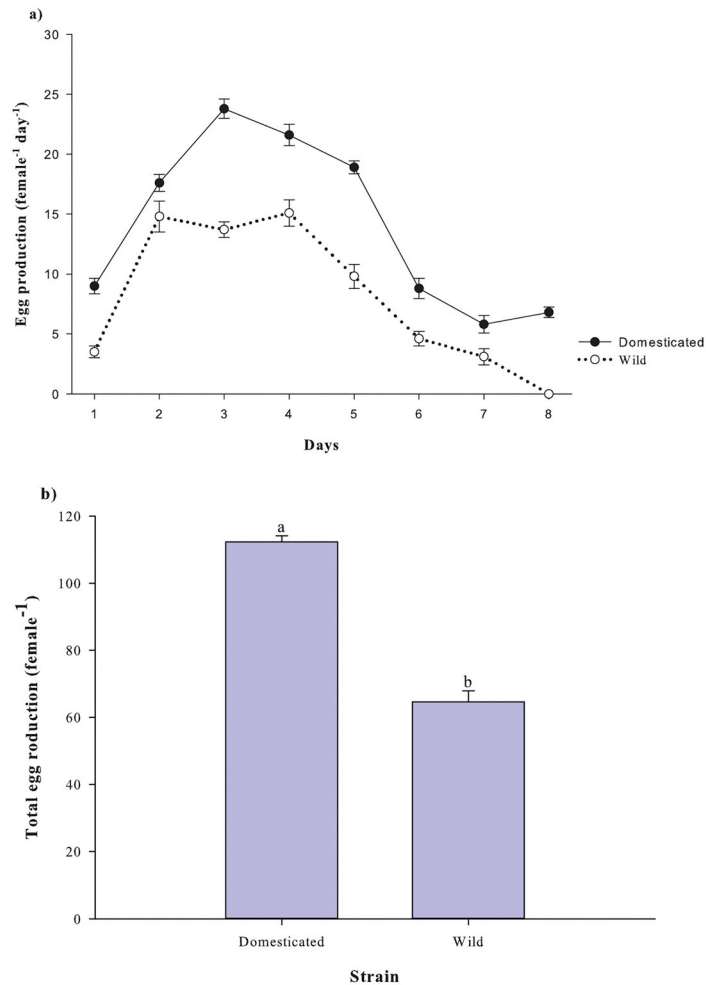 a)
30
25
20
15
10
5
0
Egg production (female⁻¹ day⁻¹)
1 2 3 4 5 6 7 8
Days
Domesticated
Wild
b)
120
100
80
60
40
20
0
Total egg roduction (female⁻¹)
a
b
Domesticated Wild
Strain